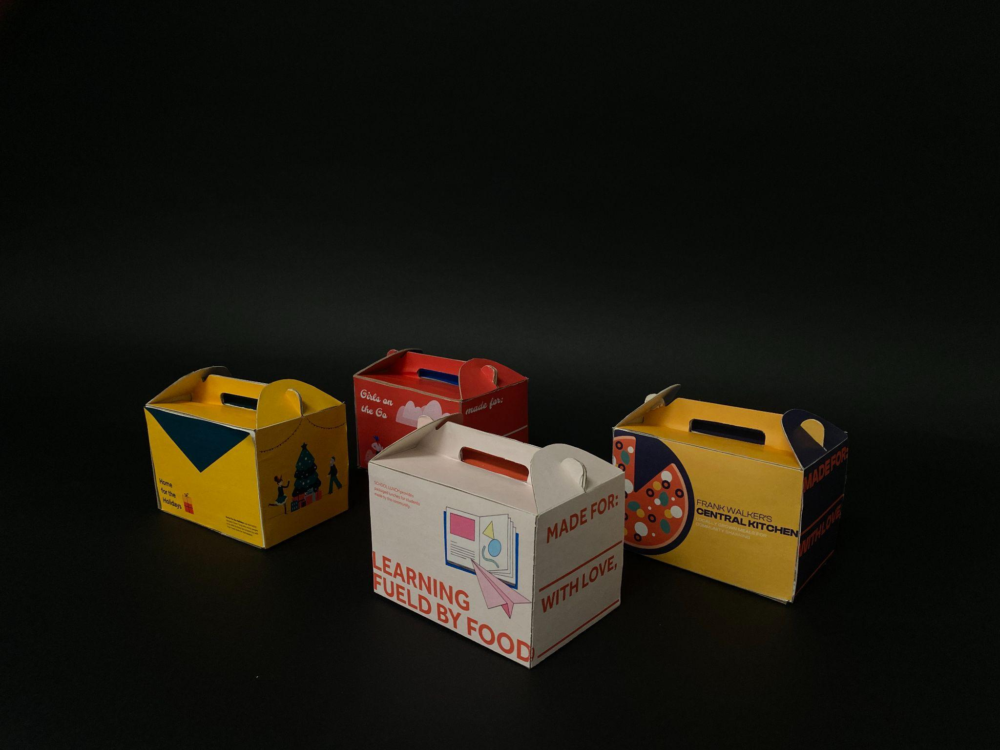 Girls on
the Go
made for:
Home
for the
Holidays
SCHOOL LUNCH provides
packaged lunches for students
made by the community.
LEARNING
FUELD BY FOOD
MADE FOR:
WITH LOVE,
FRANK WALKER'S
CENTRAL KITCHEN
LOCALLY GROWN MEALS FOR
COMMUNITY SHARRING
MADE FOR:
WITH LOVE,